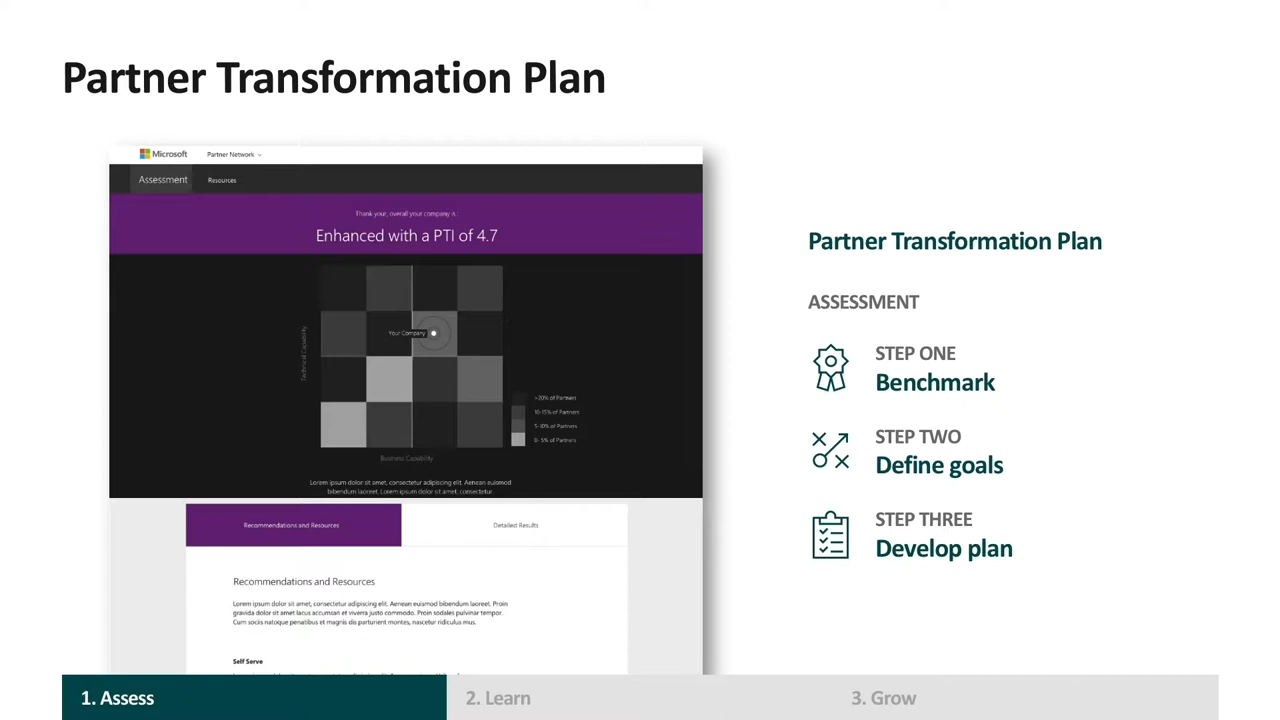 Partner Transformation Plan
Microsoft
Partner Network
Assessment
Resources
Thank your, overall your company is :
Enhanced with a PTI of 4.7
Technical Capability
Your Company
>20% of Partners
10-15% of Partners
5-10% of Partners
0- 5% of Partners
Business Capability
Lorem ipsum dolor sit amet, consectetur adipiscing elit. Aenean euismod
bibendum laoreet. Lorem ipsum dolor sit amet, consectetur.
Recommendations and Resources
Detailed Results
Recommendations and Resources
Lorem ipsum dolor sit amet, consectetur adipiscing elit. Aenean euismod bibendum laoreet. Proin
gravida dolor sit amet lacus accumsan et viverra justo commodo. Proin sodales pulvinar tempor.
Cum sociis natoque penatibus et magnis dis parturient montes, nascetur ridiculus mus.
Self Serve
Partner Transformation Plan
ASSESSMENT
STEP ONE
Benchmark
STEP TWO
Define goals
STEP THREE
Develop plan
1. Assess
2. Learn
3. Grow